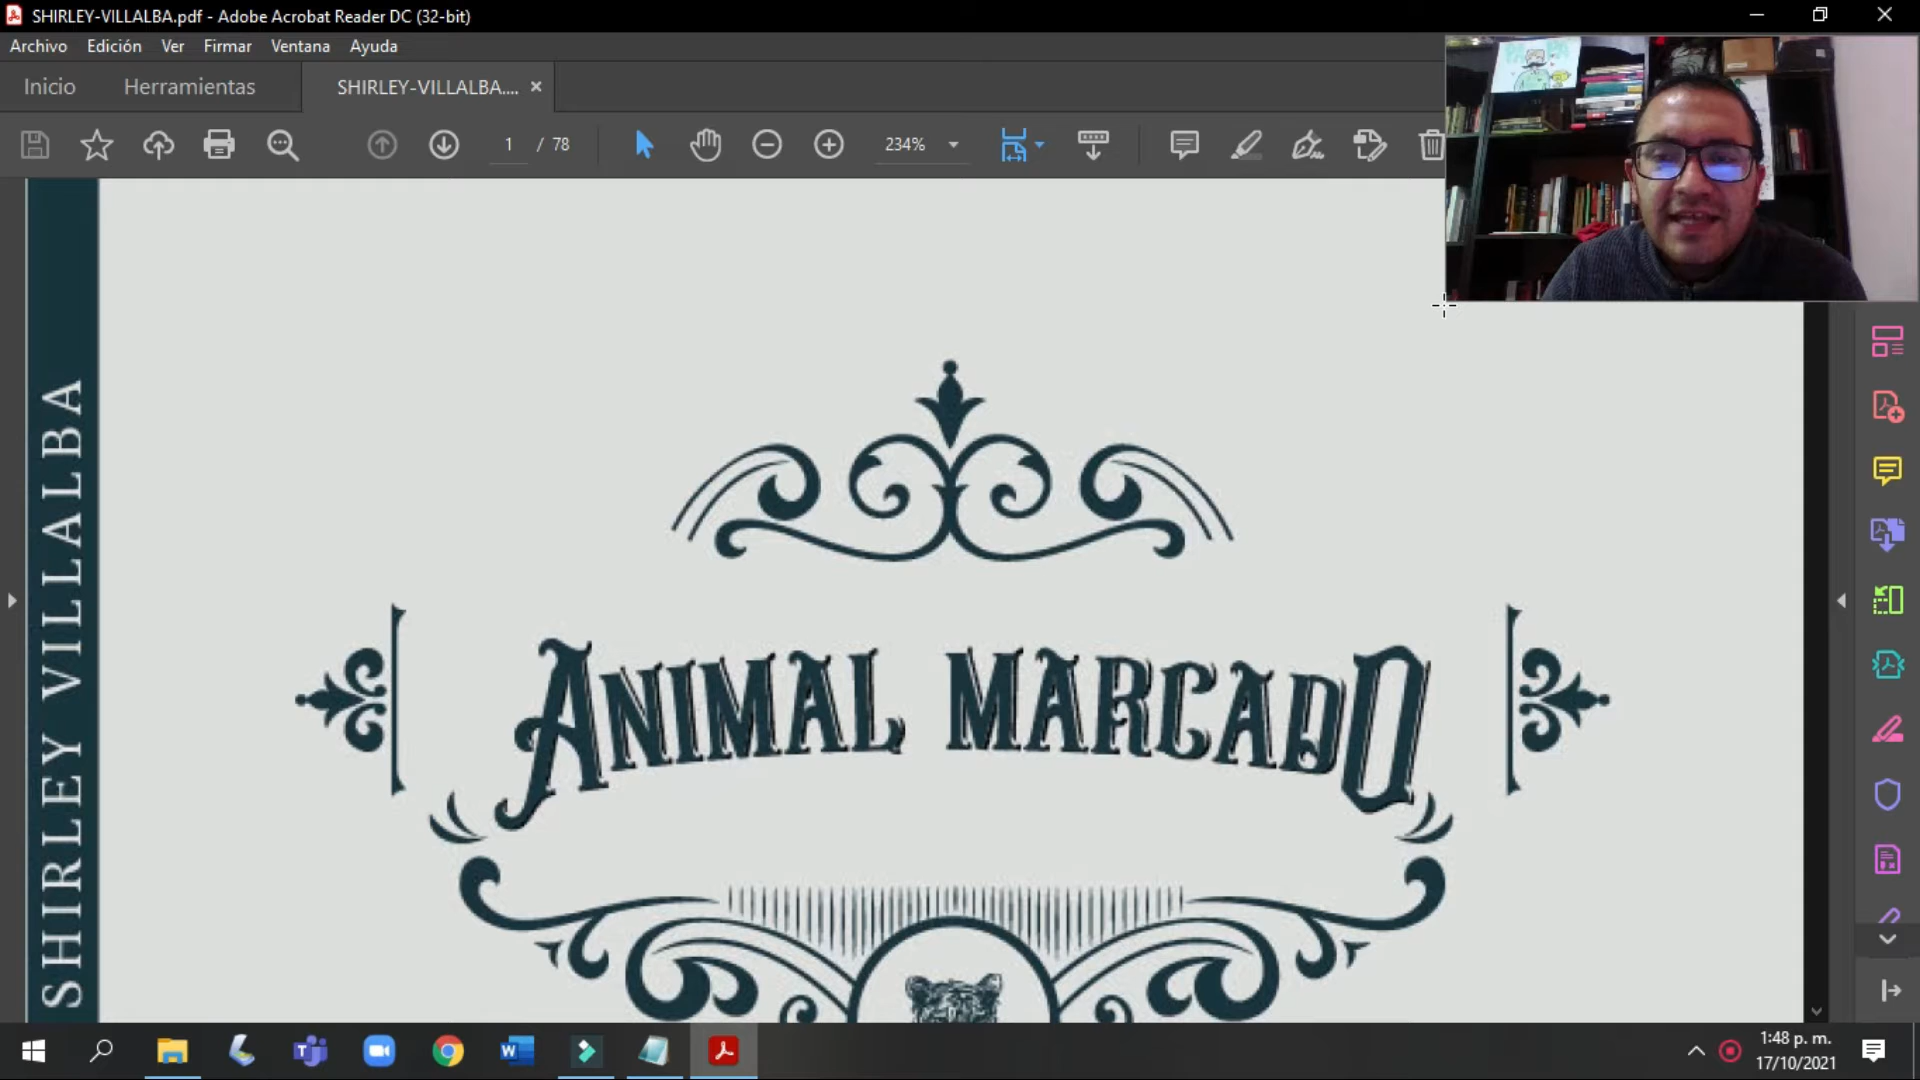 SHIRLEY-VILLALBA.pdf - Adobe Acrobat Reader DC (32-bit)
Archivo Edición Ver Firmar Ventana Ayuda
Inicio Herramientas SHIRLEY-VILLALBA....
1 / 78 234%
SHIRLEY VILLALBA
ANIMAL MARCADO
1:48 p. m.
17/10/2021